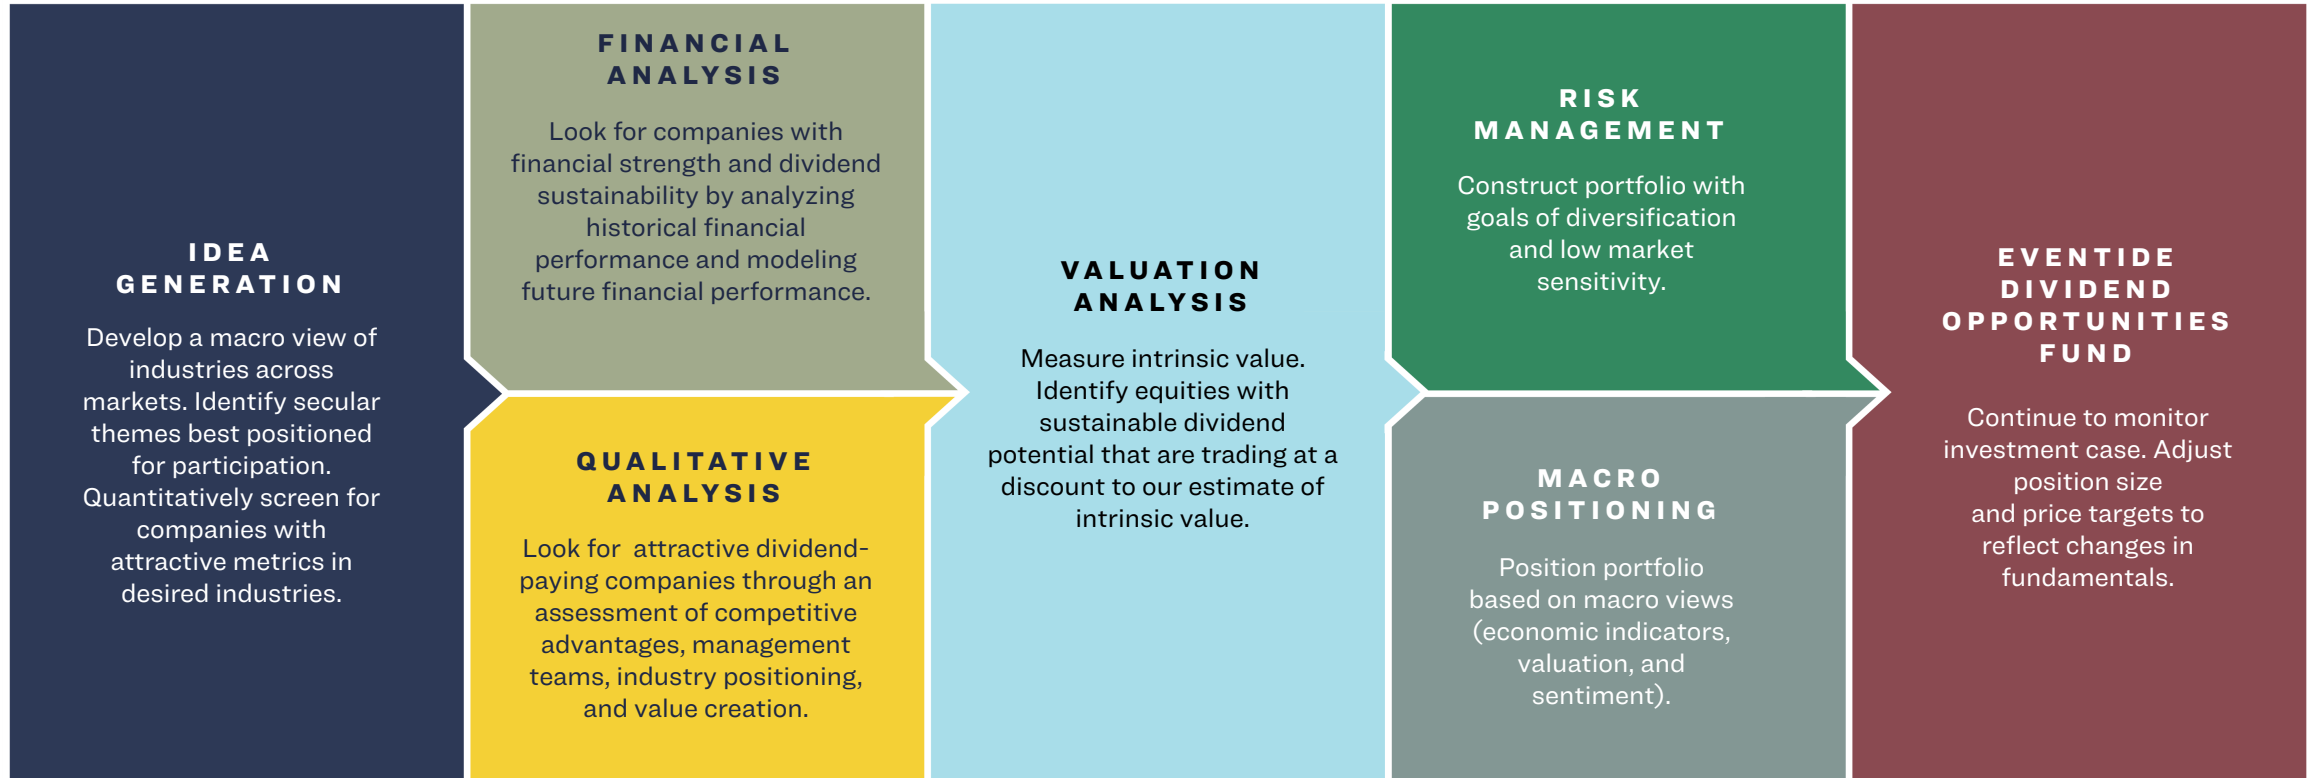 IDEA
GENERATION
Develop a macro view of
industries across
markets. Identify secular
themes best positioned
for participation.
Quantitatively screen for
companies with
attractive metrics in
desired industries.
FINANCIAL
ANALYSIS
Look for companies with
financial strength and dividend
sustainability by analyzing
historical financial
performance and modeling
future financial performance.
QUALITATIVE
ANALYSIS
Look for attractive dividend-
paying companies through an
assessment of competitive
advantages, management
teams, industry positioning,
and value creation.
VALUATION
ANALYSIS
Measure intrinsic value.
Identify equities with
sustainable dividend
potential that are trading at a
discount to our estimate of
intrinsic value.
RISK
MANAGEMENT
Construct portfolio with
goals of diversification
and low market
sensitivity.
MACRO
POSITIONING
Position portfolio
based on macro views
(economic indicators,
valuation, and
sentiment).
EVENTIDE
DIVIDEND
OPPORTUNITIES
FUND
Continue to monitor
investment case. Adjust
position size
and price targets to
reflect changes in
fundamentals.